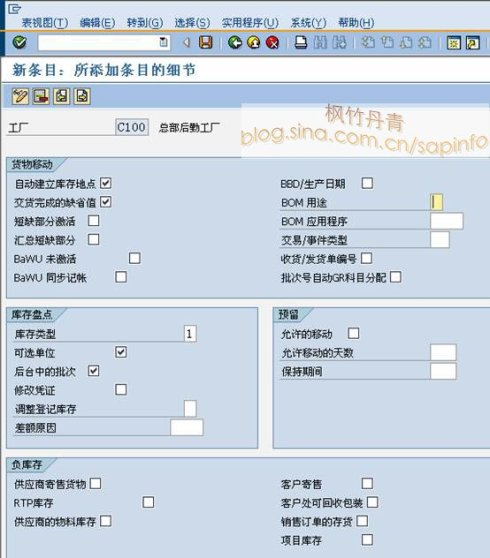 表视图(T) 编辑(E) 转到(G) 选择(S) 实用程序(U) 系统(Y) 帮助(H)
新条目: 所添加条目的细节
枫竹丹青
blog.sina.com.cn/sapinfo
工厂 C100 总部后勤工厂
货物移动
自动建立库存地点 BBD/生产日期
交货完成的缺省值 BOM 用途
短缺部分激活 BOM 应用程序
汇总短缺部分 交易/事件类型
BaWU 未激活 收货/发货单编号
BaWU 同步记帐 批次号自动GR科目分配
库存盘点 预留
库存类型 1 允许的移动
可选单位 允许移动的天数
后台中的批次 保持期间
修改凭证
调整登记库存
差额原因
负库存
供应商寄售货物 客户寄售
RTP库存 客户处可回收包装
供应商的物料库存 销售订单的存货
项目库存